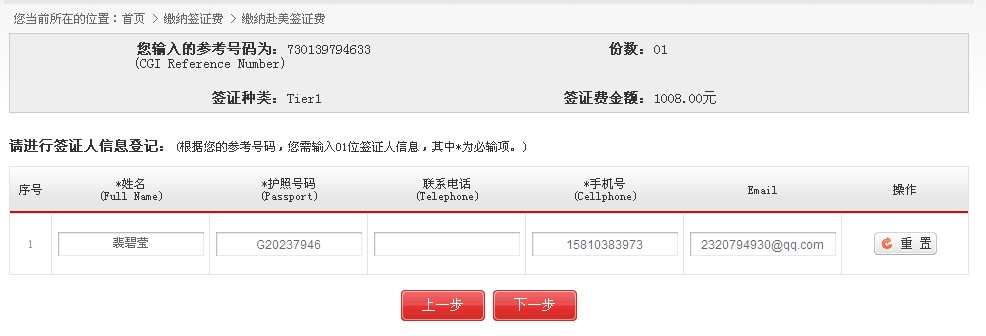 您当前所在的位置：首页 > 缴纳签证费 > 缴纳赴美签证费
您输入的参考号码为：730139794633 份数：01
(CGI Reference Number)
签证种类：Tier1 签证费金额：1008.00元
请进行签证人信息登记：(根据您的参考号码，您需输入01位签证人信息，其中*为必输项。)
序号 *姓名 *护照号码 联系电话 *手机号 Email 操作
(Full Name) (Passport) (Telephone) (Cellphone)
1 裴碧莹 G20237946 15810383973 2320794930@qq.com 重 置
上一步 下一步